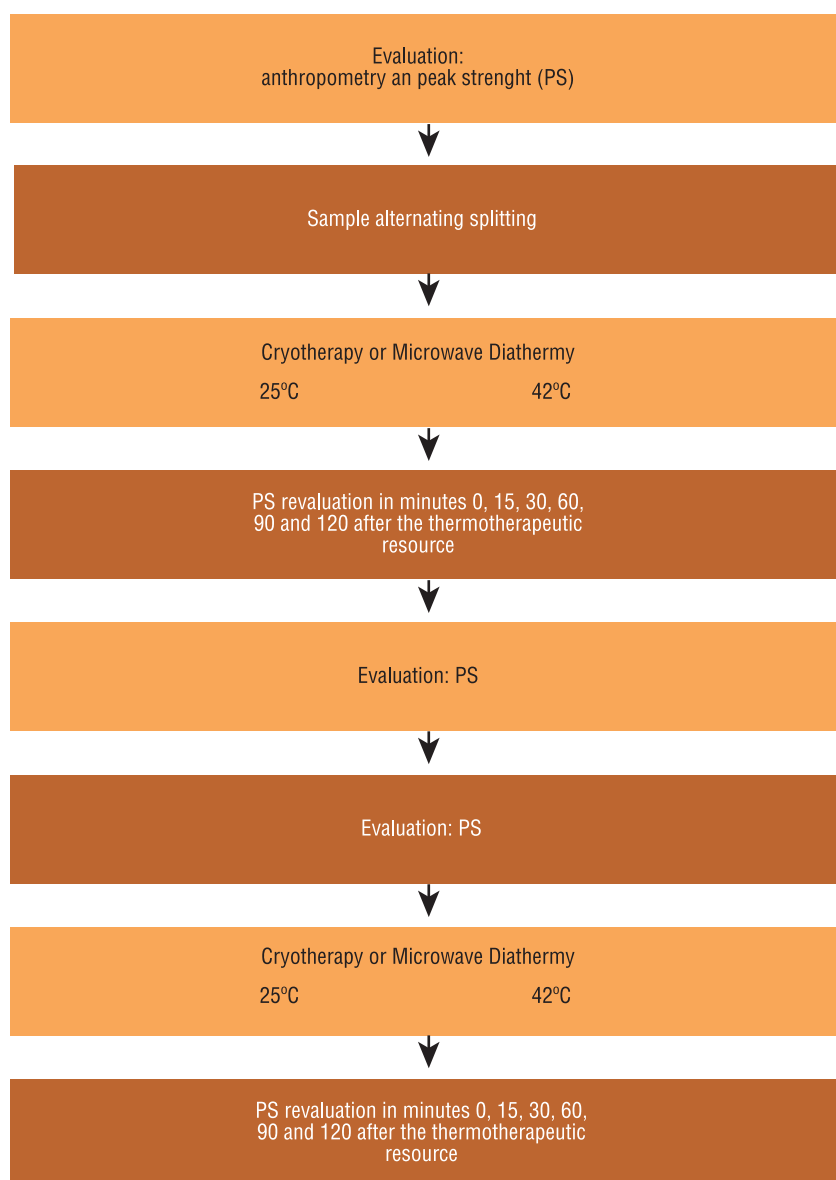 Evaluation:
anthropometry an peak strenght (PS)
Sample alternating splitting
Cryotherapy or Microwave Diathermy
25ºC 42ºC
PS revaluation in minutes 0, 15, 30, 60,
90 and 120 after the thermotherapeutic
resource
Evaluation: PS
Evaluation: PS
Cryotherapy or Microwave Diathermy
25ºC 42ºC
PS revaluation in minutes 0, 15, 30, 60,
90 and 120 after the thermotherapeutic
resource